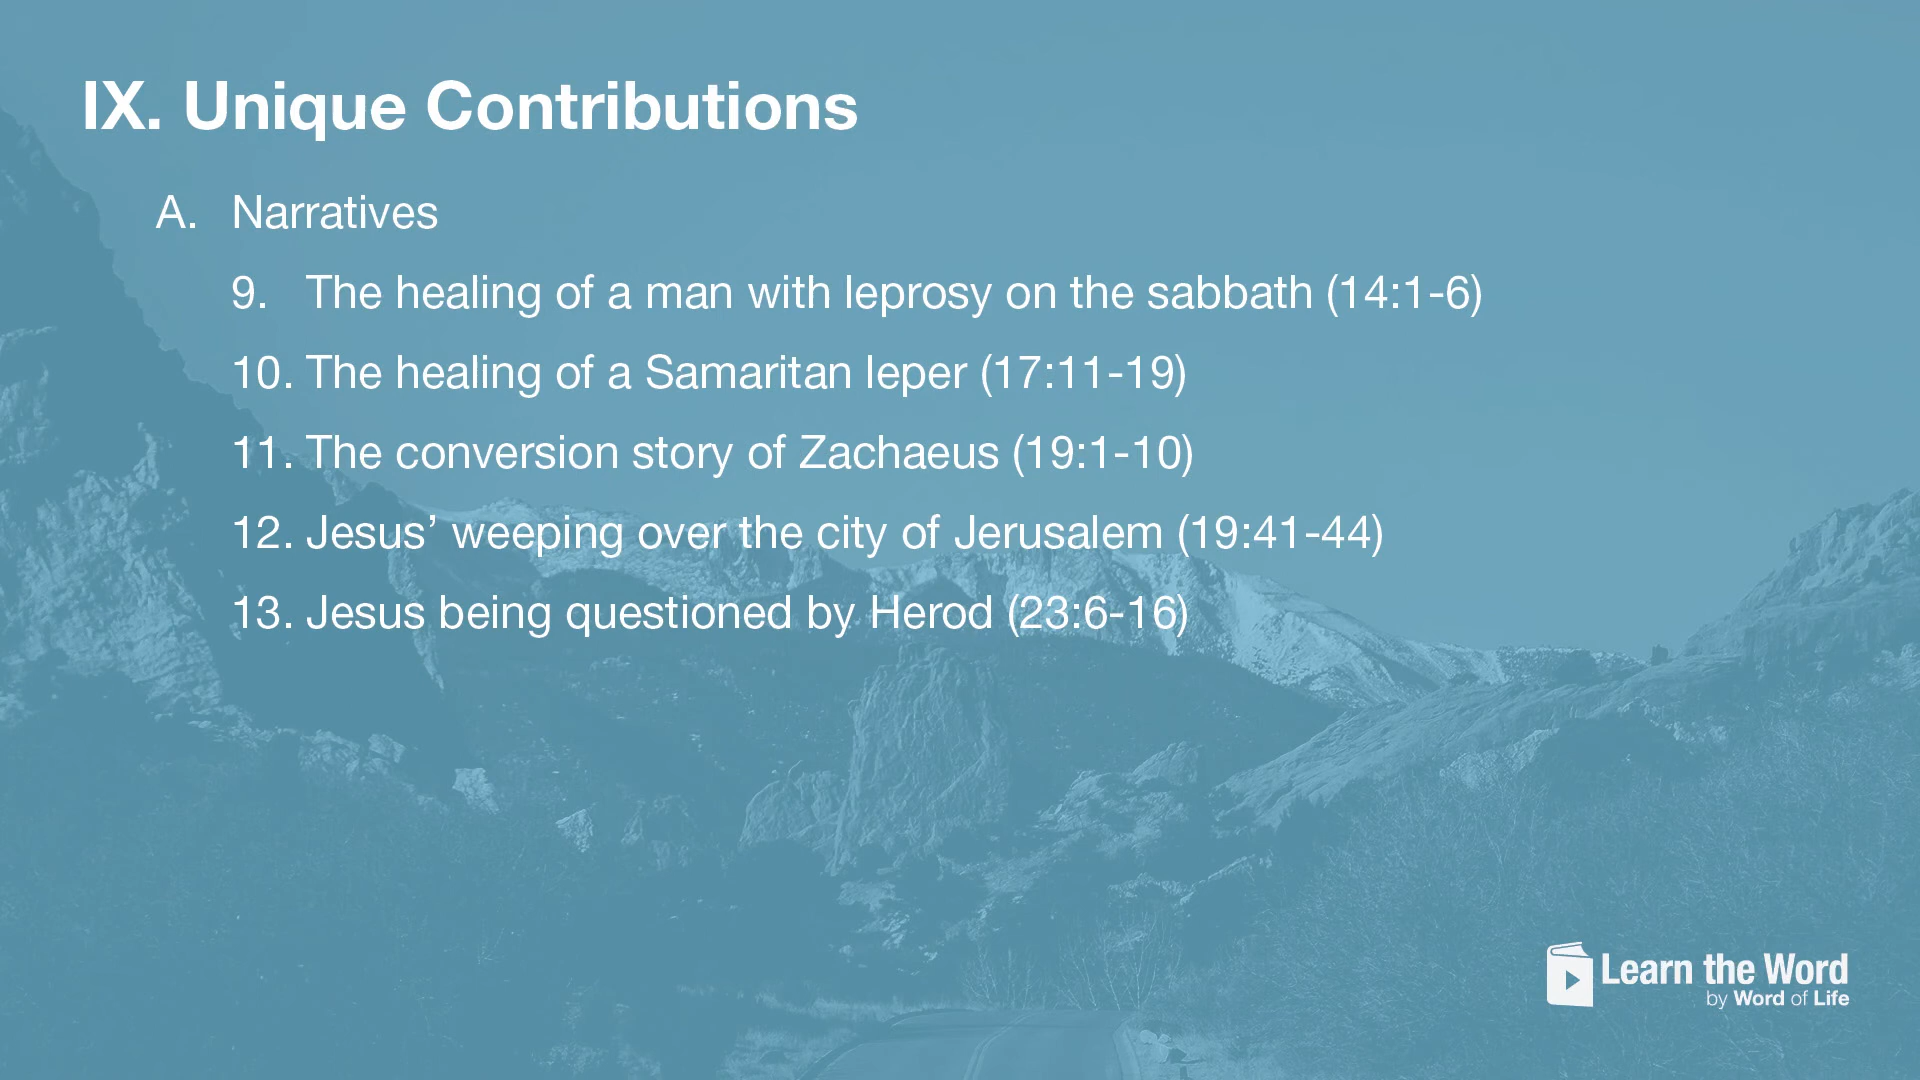 IX. Unique Contributions
A. Narratives
9. The healing of a man with leprosy on the sabbath (14:1-6)
10. The healing of a Samaritan leper (17:11-19)
11. The conversion story of Zachaeus (19:1-10)
12. Jesus’ weeping over the city of Jerusalem (19:41-44)
13. Jesus being questioned by Herod (23:6-16)
Learn the Word
by Word of Life